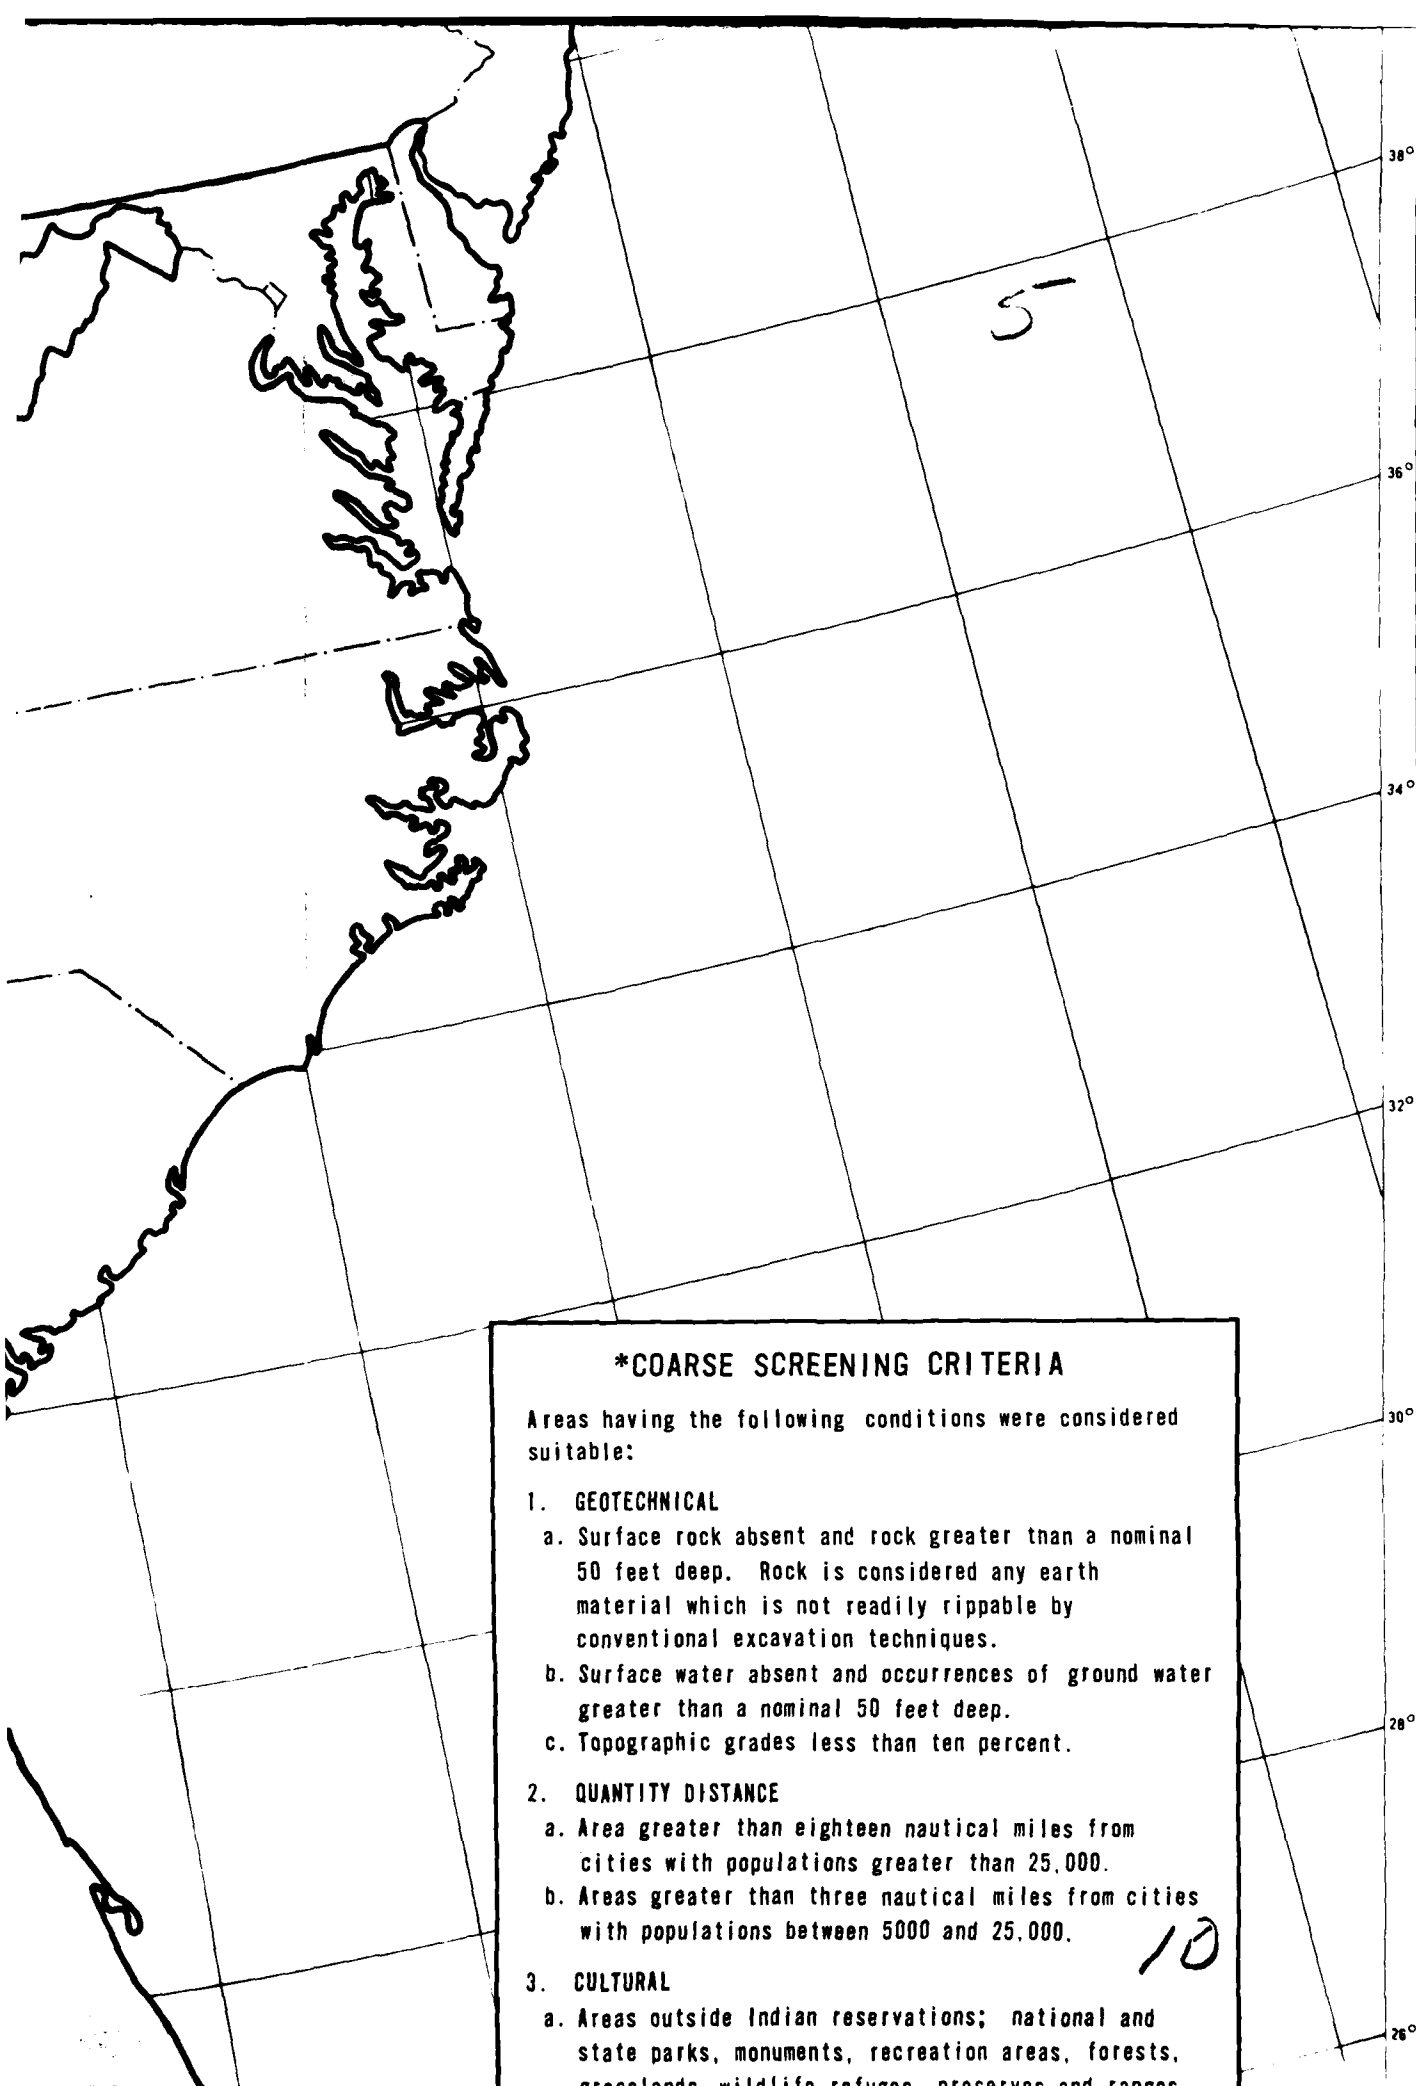 38°
5
36°
34°
32°
*COARSE SCREENING CRITERIA
Areas having the following conditions were considered
suitable:
30°
1. GEOTECHNICAL
a. Surface rock absent and rock greater than a nominal
50 feet deep. Rock is considered any earth
material which is not readily rippable by
conventional excavation techniques.
b. Surface water absent and occurrences of ground water
greater than a nominal 50 feet deep.
28°
c. Topographic grades less than ten percent.
2. QUANTITY DISTANCE
a. Area greater than eighteen nautical miles from
cities with populations greater than 25,000.
b. Areas greater than three nautical miles from cities
with populations between 5000 and 25,000.
10
3. CULTURAL
a. Areas outside Indian reservations; national and
state parks, monuments, recreation areas, forests,
26°
grasslands, wildlife refuges, preserves and ranges